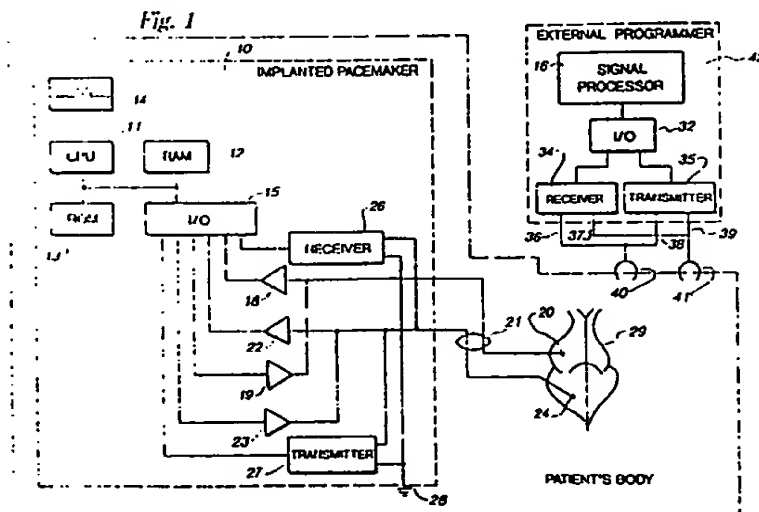 Fig. 1
10
IMPLANTED PACEMAKER
14
11
CPU
RAM
12
ROM
13
I/O
15
RECEIVER
26
18
22
19
23
TRANSMITTER
27
28
21
20
29
24
PATIENT'S BODY
EXTERNAL PROGRAMMER
16
SIGNAL
PROCESSOR
42
I/O
32
34
35
RECEIVER
TRANSMITTER
36
37
38
39
40
41